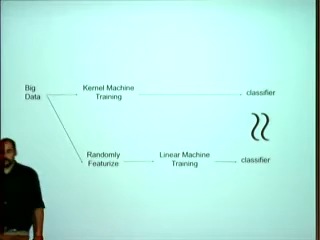 Big
Data
Kernel Machine
Training
classifier
Randomly
Featurize
Linear Machine
Training
classifier